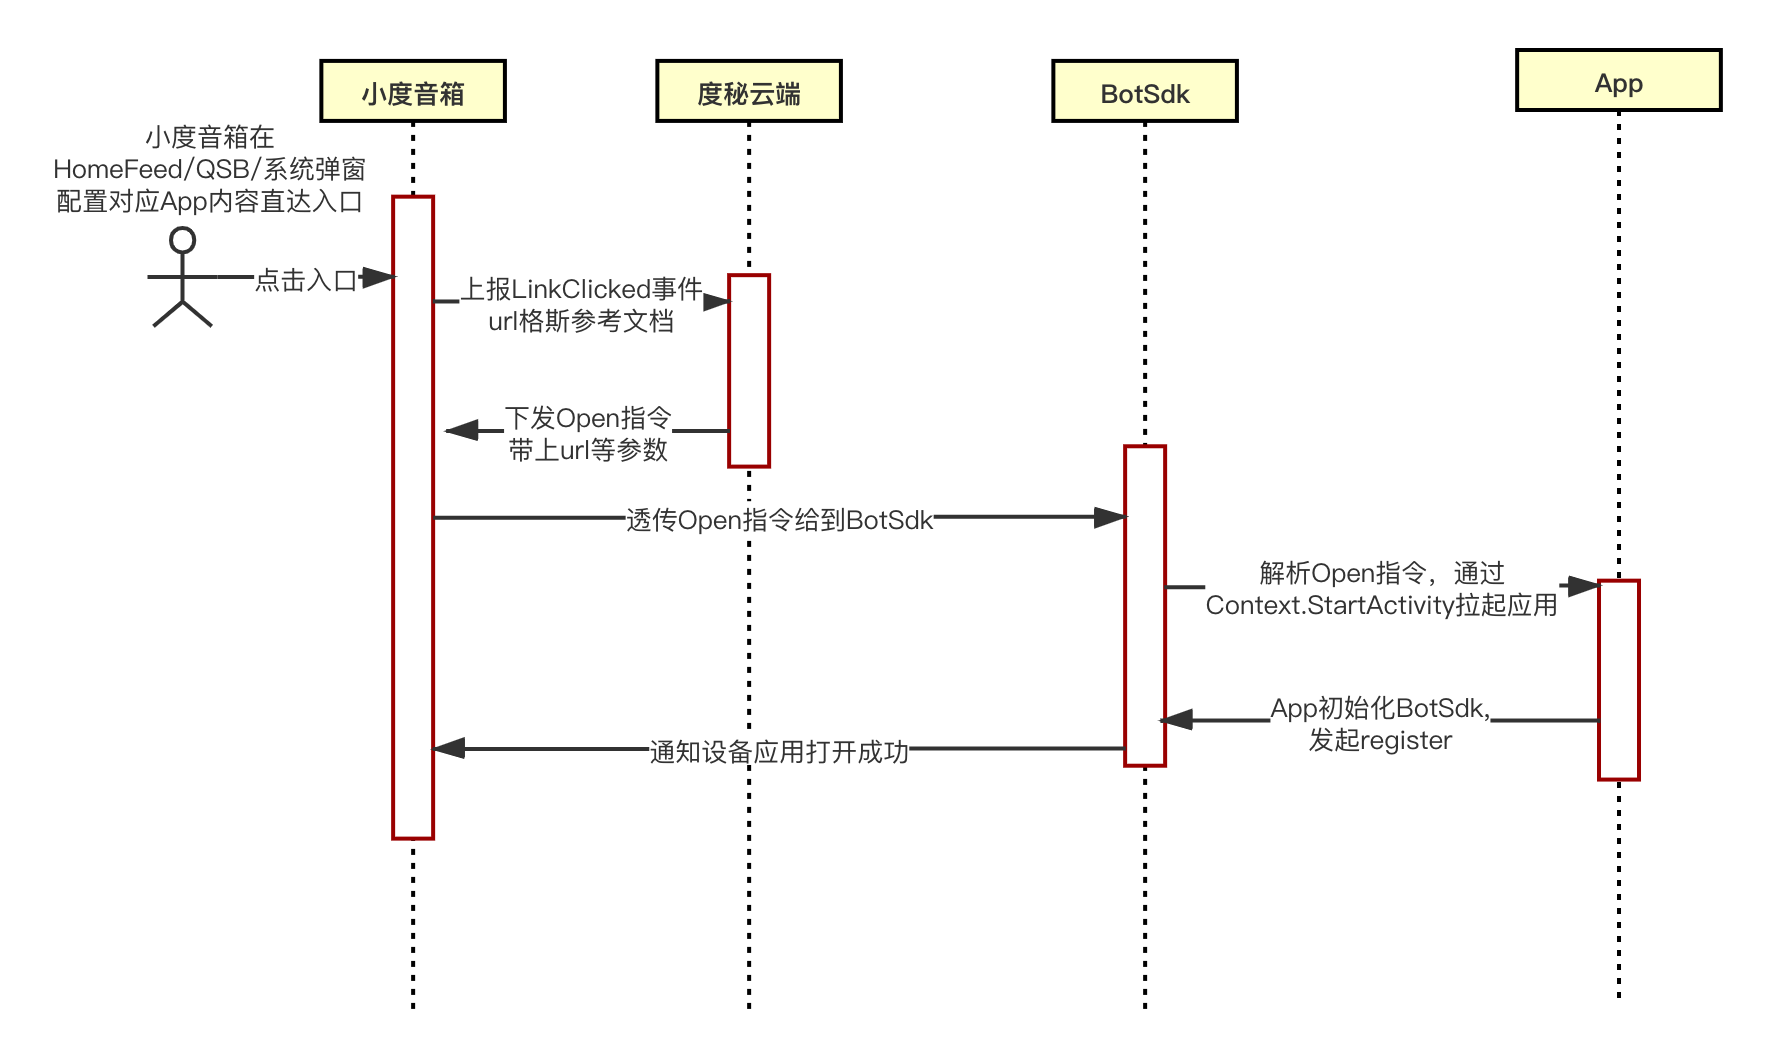 小度音箱
度秘云端
BotSdk
App
小度音箱在
HomeFeed/QSB/系统弹窗
配置对应App内容直达入口
点击入口
上报LinkClicked事件
url格斯参考文档
下发Open指令
带上url等参数
透传Open指令给到BotSdk
解析Open指令，通过
Context.StartActivity拉起应用
App初始化BotSdk,
发起register
通知设备应用打开成功